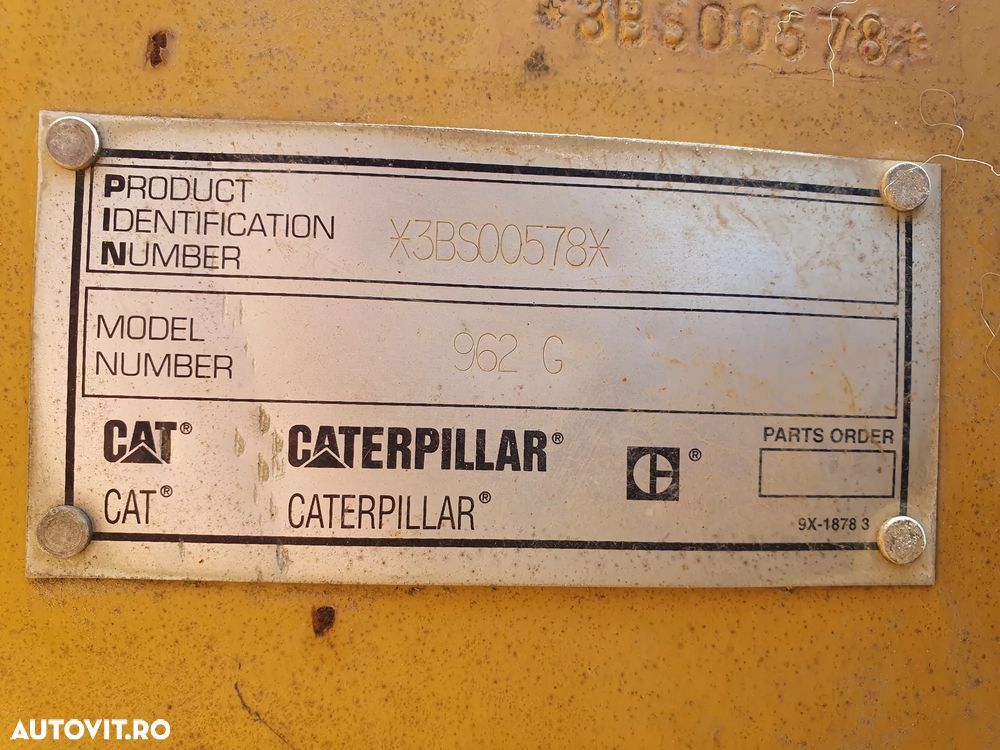 *3BS00578*
PRODUCT
IDENTIFICATION
NUMBER
*3BS00578*
MODEL
NUMBER
962 G
CAT® CATERPILLAR® ®
CAT® CATERPILLAR®
PARTS ORDER
9X-1878 3
AUTOVIT.RO